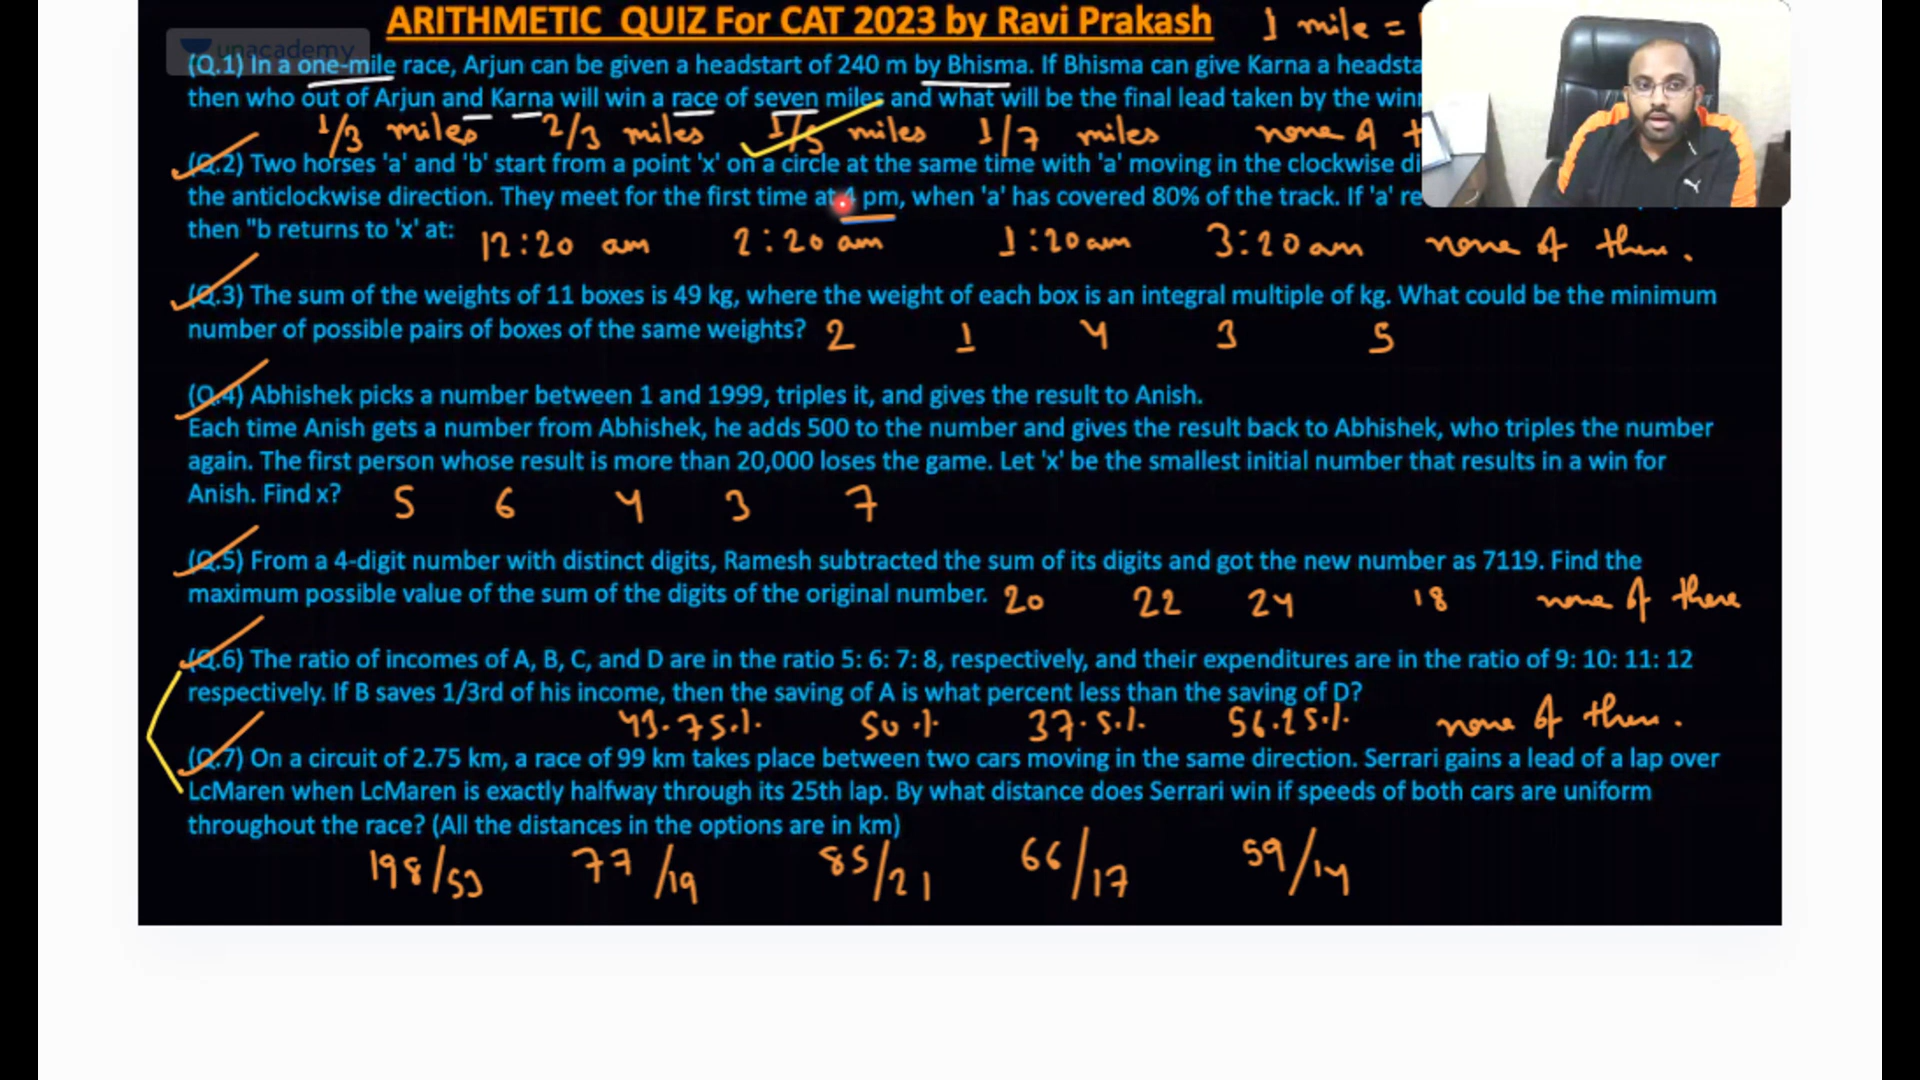 ARITHMETIC QUIZ For CAT 2023 by Ravi Prakash 1 mile =
unacademy
(Q.1) In a one-mile race, Arjun can be given a headstart of 240 m by Bhisma. If Bhisma can give Karna a headsta
then who out of Arjun and Karna will win a race of seven miles and what will be the final lead taken by the winn
1/3 miles 2/3 miles 1/5 miles 1/7 miles none of t
(Q.2) Two horses 'a' and 'b' start from a point 'x' on a circle at the same time with 'a' moving in the clockwise di
the anticlockwise direction. They meet for the first time at 4 pm, when 'a' has covered 80% of the track. If 'a' re
then "b returns to 'x' at: 12:20 am 2:20 am 1:20 am 3:20 am none of them.
(Q.3) The sum of the weights of 11 boxes is 49 kg, where the weight of each box is an integral multiple of kg. What could be the minimum
number of possible pairs of boxes of the same weights? 2 1 4 3 5
(Q.4) Abhishek picks a number between 1 and 1999, triples it, and gives the result to Anish.
Each time Anish gets a number from Abhishek, he adds 500 to the number and gives the result back to Abhishek, who triples the number
again. The first person whose result is more than 20,000 loses the game. Let 'x' be the smallest initial number that results in a win for
Anish. Find x? 5 6 4 3 7
(Q.5) From a 4-digit number with distinct digits, Ramesh subtracted the sum of its digits and got the new number as 7119. Find the
maximum possible value of the sum of the digits of the original number. 20 22 24 18 none of these
(Q.6) The ratio of incomes of A, B, C, and D are in the ratio 5: 6: 7: 8, respectively, and their expenditures are in the ratio of 9: 10: 11: 12
respectively. If B saves 1/3rd of his income, then the saving of A is what percent less than the saving of D?
43.75.1. 50.1. 37.5.1. 56.25.1. none of them.
(Q.7) On a circuit of 2.75 km, a race of 99 km takes place between two cars moving in the same direction. Serrari gains a lead of a lap over
LcMaren when LcMaren is exactly halfway through its 25th lap. By what distance does Serrari win if speeds of both cars are uniform
throughout the race? (All the distances in the options are in km)
198/53 77/19 85/21 66/17 59/14